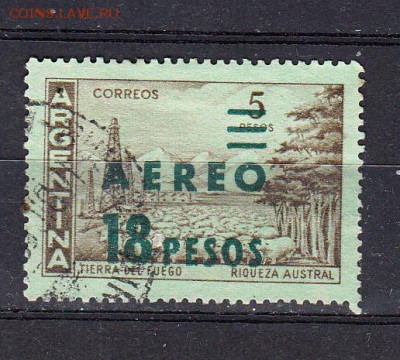 COINS.LAVE.RU
CORREOS
5
PESOS
ARGENTINA
AEREO
18 PESOS
TIERRA DEL FUEGO
RIQUEZA AUSTRAL